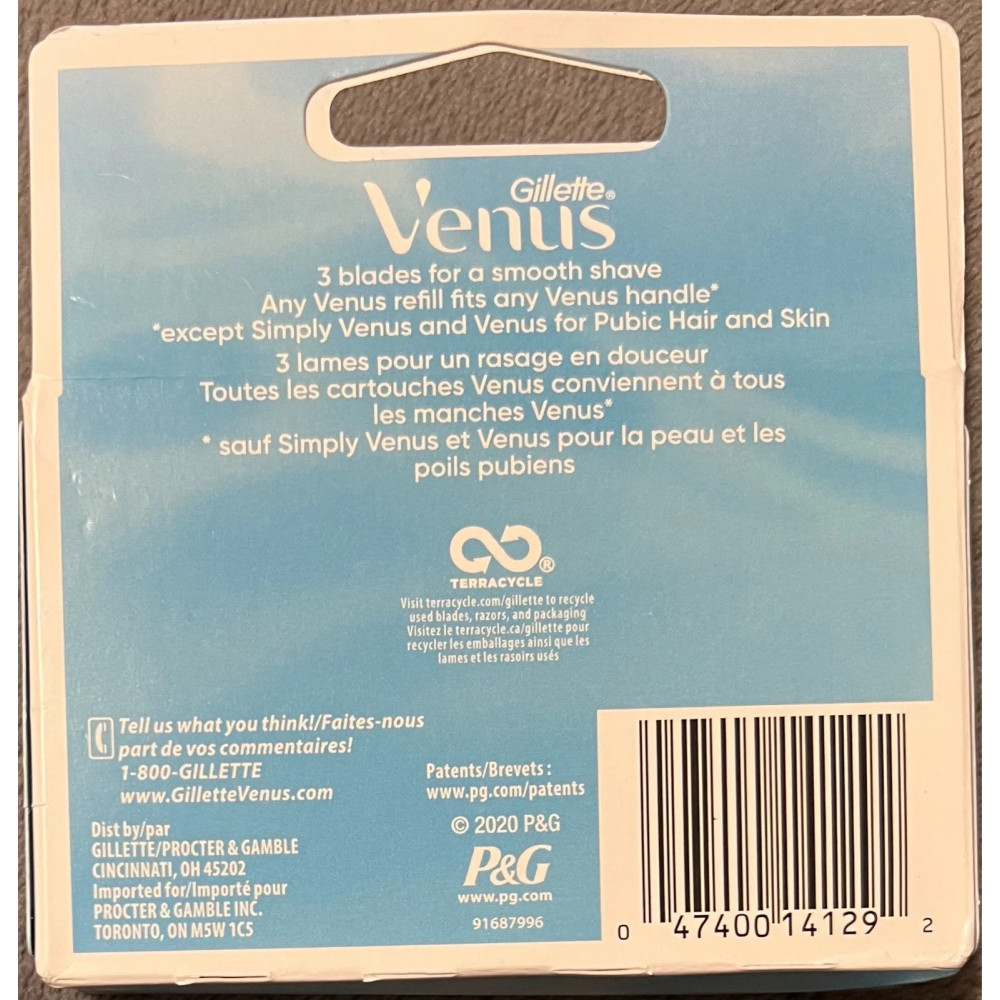 Gillette®
Venus
3 blades for a smooth shave
Any Venus refill fits any Venus handle*
*except Simply Venus and Venus for Pubic Hair and Skin
3 lames pour un rasage en douceur
Toutes les cartouches Venus conviennent à tous
les manches Venus*
* sauf Simply Venus et Venus pour la peau et les
poils pubiens
®
TERRACYCLE
Visit terracycle.com/gillette to recycle
used blades, razors, and packaging
Visitez le terracycle.ca/gillette pour
recycler les emballages ainsi que les
lames et les rasoirs usés
Tell us what you think!/Faites-nous
part de vos commentaires!
1-800-GILLETTE
www.GilletteVenus.com
Dist by/par
GILLETTE/PROCTER & GAMBLE
CINCINNATI, OH 45202
Imported for/Importé pour
PROCTER & GAMBLE INC.
TORONTO, ON M5W 1C5
Patents/Brevets :
www.pg.com/patents
© 2020 P&G
P&G
www.pg.com
91687996
0 47400 14129 2